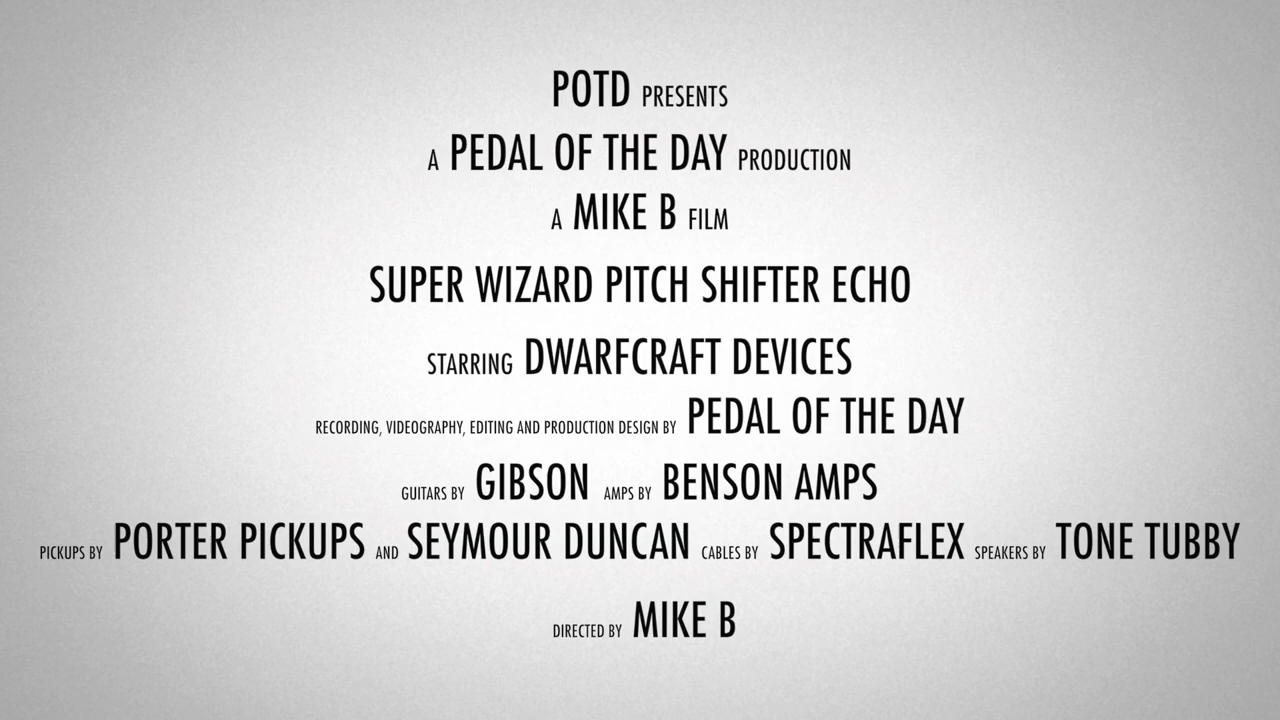 POTD PRESENTS
A PEDAL OF THE DAY PRODUCTION
A MIKE B FILM
SUPER WIZARD PITCH SHIFTER ECHO
STARRING DWARFCRAFT DEVICES
RECORDING, VIDEOGRAPHY, EDITING AND PRODUCTION DESIGN BY PEDAL OF THE DAY
GUITARS BY GIBSON AMPS BY BENSON AMPS
PICKUPS BY PORTER PICKUPS AND SEYMOUR DUNCAN CABLES BY SPECTRAFLEX SPEAKERS BY TONE TUBBY
DIRECTED BY MIKE B